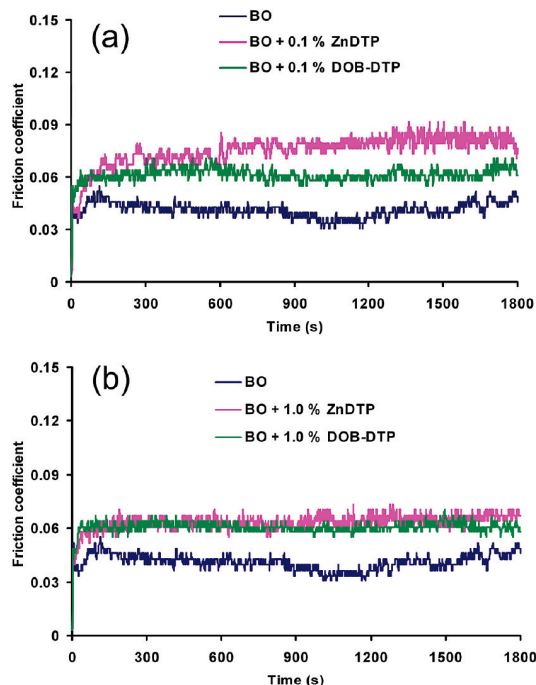 (a)
BO
BO + 0.1 % ZnDTP
BO + 0.1 % DOB-DTP
Friction coefficient
0.15
0.12
0.09
0.06
0.03
0
0 300 600 900 1200 1500 1800
Time (s)
(b)
BO
BO + 1.0 % ZnDTP
BO + 1.0 % DOB-DTP
Friction coefficient
0.15
0.12
0.09
0.06
0.03
0
0 300 600 900 1200 1500 1800
Time (s)